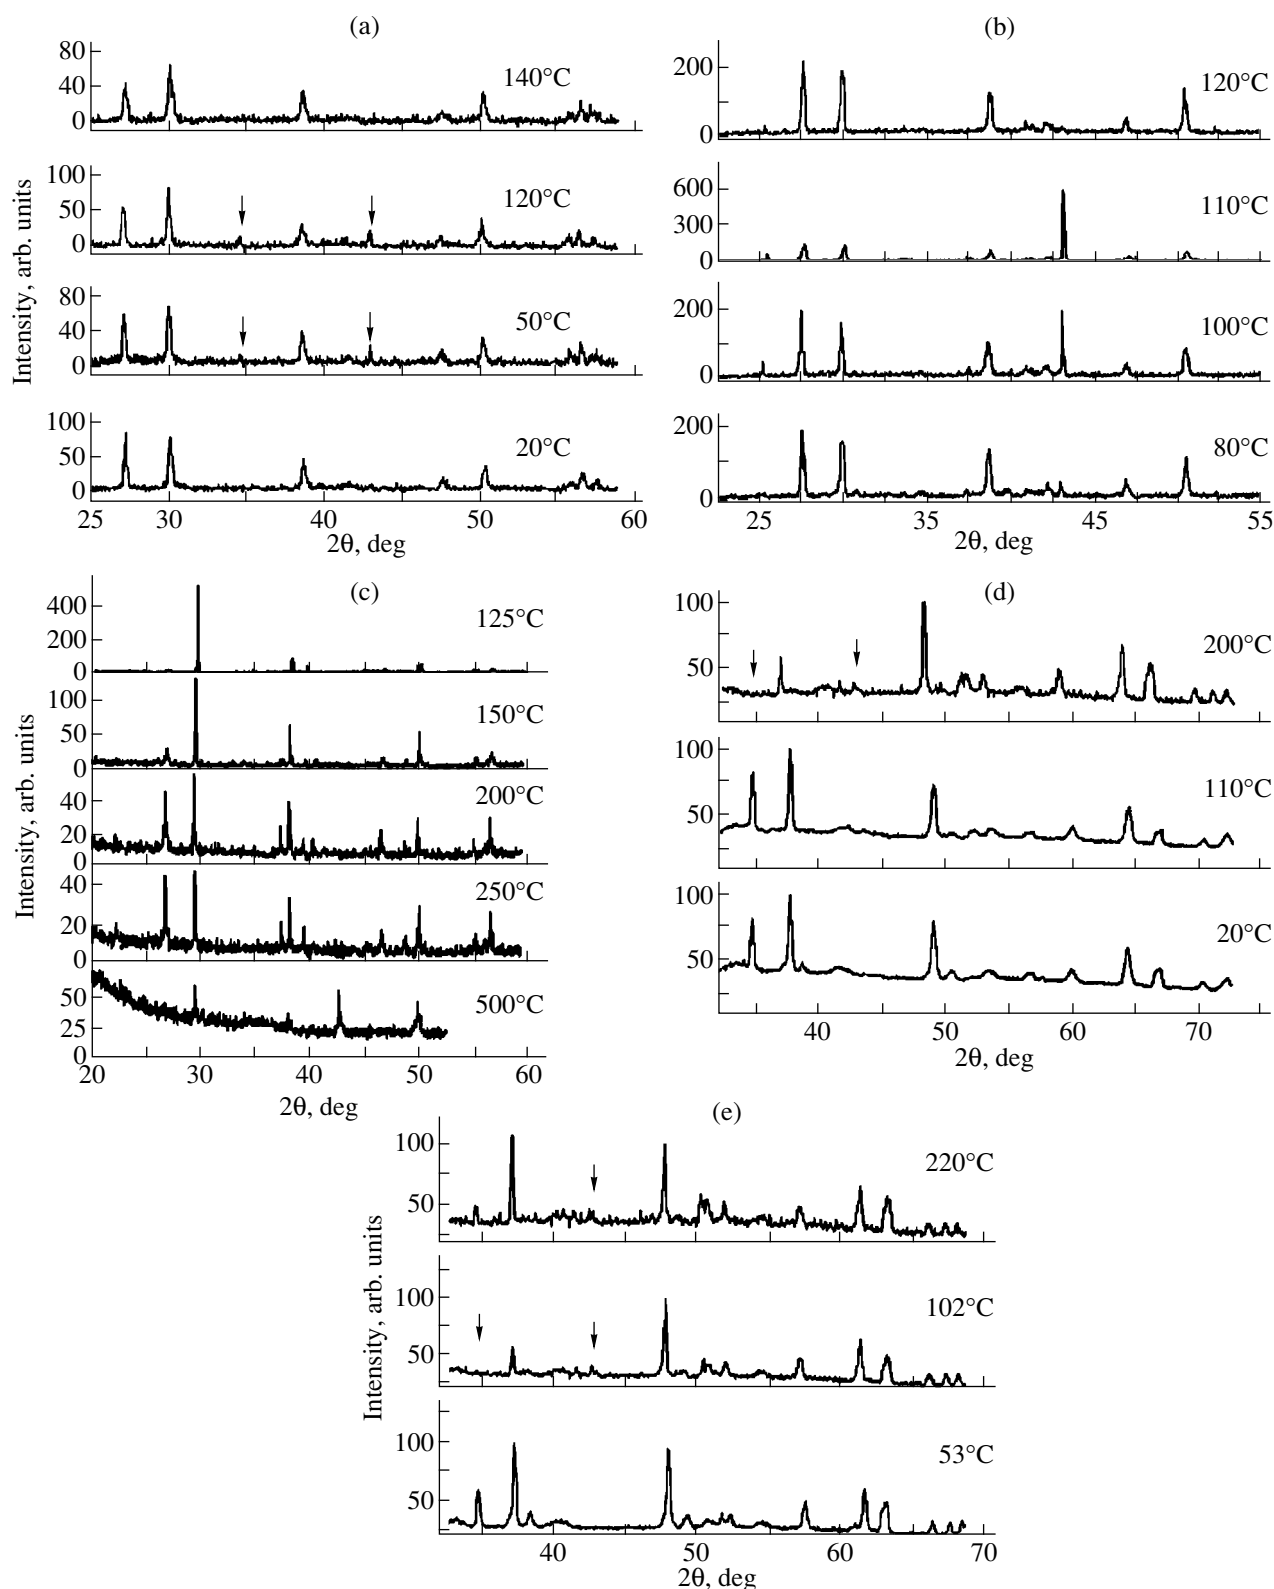 (a)
Intensity, arb. units
80
40
0
140°C
100
50
0
120°C
80
40
0
50°C
100
50
0
20°C
25 30 40 50 60
2θ, deg
(b)
200
0
120°C
600
300
0
110°C
200
0
100°C
200
0
80°C
25 35 45 55
2θ, deg
(c)
Intensity, arb. units
400
200
0
125°C
100
50
0
150°C
40
20
0
200°C
40
20
0
250°C
50
25
0
500°C
20 30 40 50 60
2θ, deg
(d)
100
50
200°C
100
50
110°C
100
50
20°C
40 50 60 70
2θ, deg
(e)
Intensity, arb. units
100
50
220°C
100
50
102°C
100
50
53°C
40 50 60 70
2θ, deg